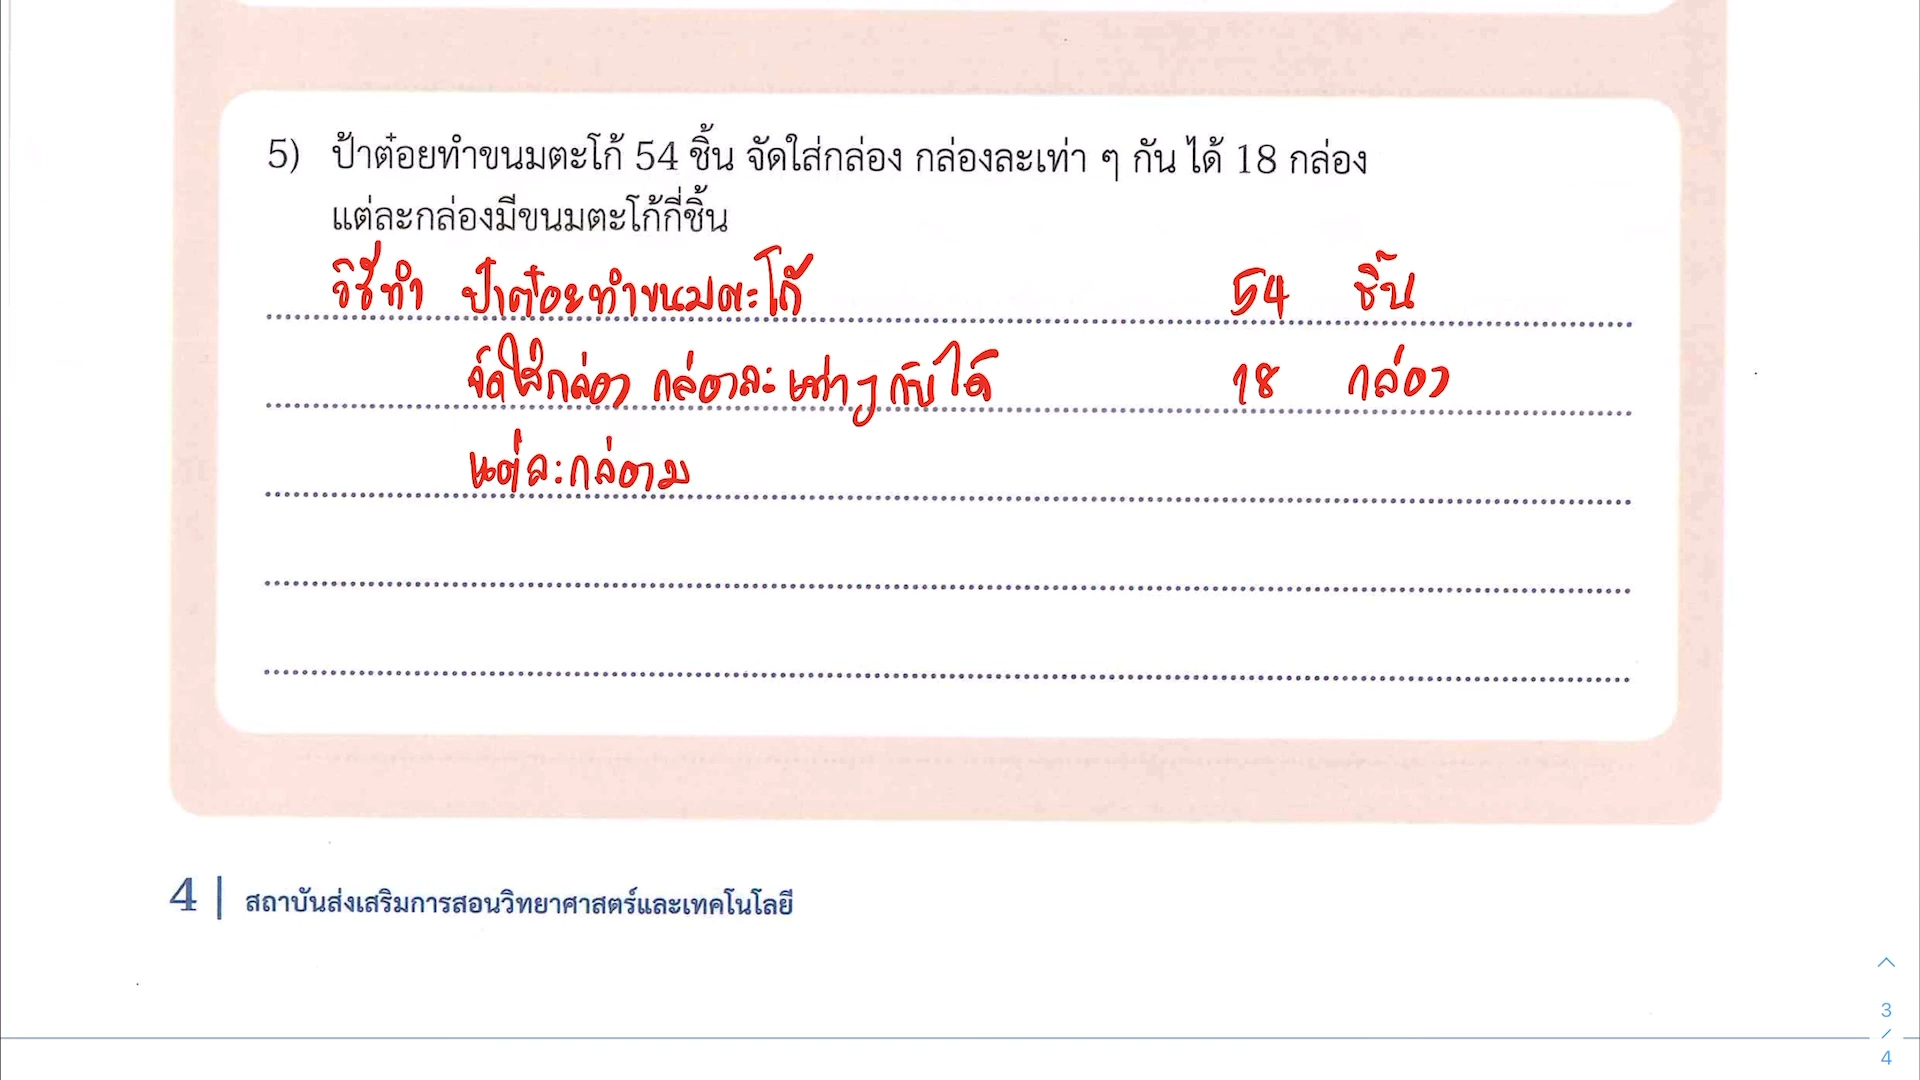 5) ป้าต๋อยทำขนมตะโก้ 54 ชิ้น จัดใส่กล่อง กล่องละเท่า ๆ กัน ได้ 18 กล่อง
แต่ละกล่องมีขนมตะโก้กี่ชิ้น
วิธีทำ ป้าต๋อยทำขนมตะโก้ 54 ชิ้น
จัดใส่กล่อง กล่องละเท่าๆ กันได้ 18 กล่อง
แต่ละกล่องม
4 | สถาบันส่งเสริมการสอนวิทยาศาสตร์และเทคโนโลยี
3
/
4